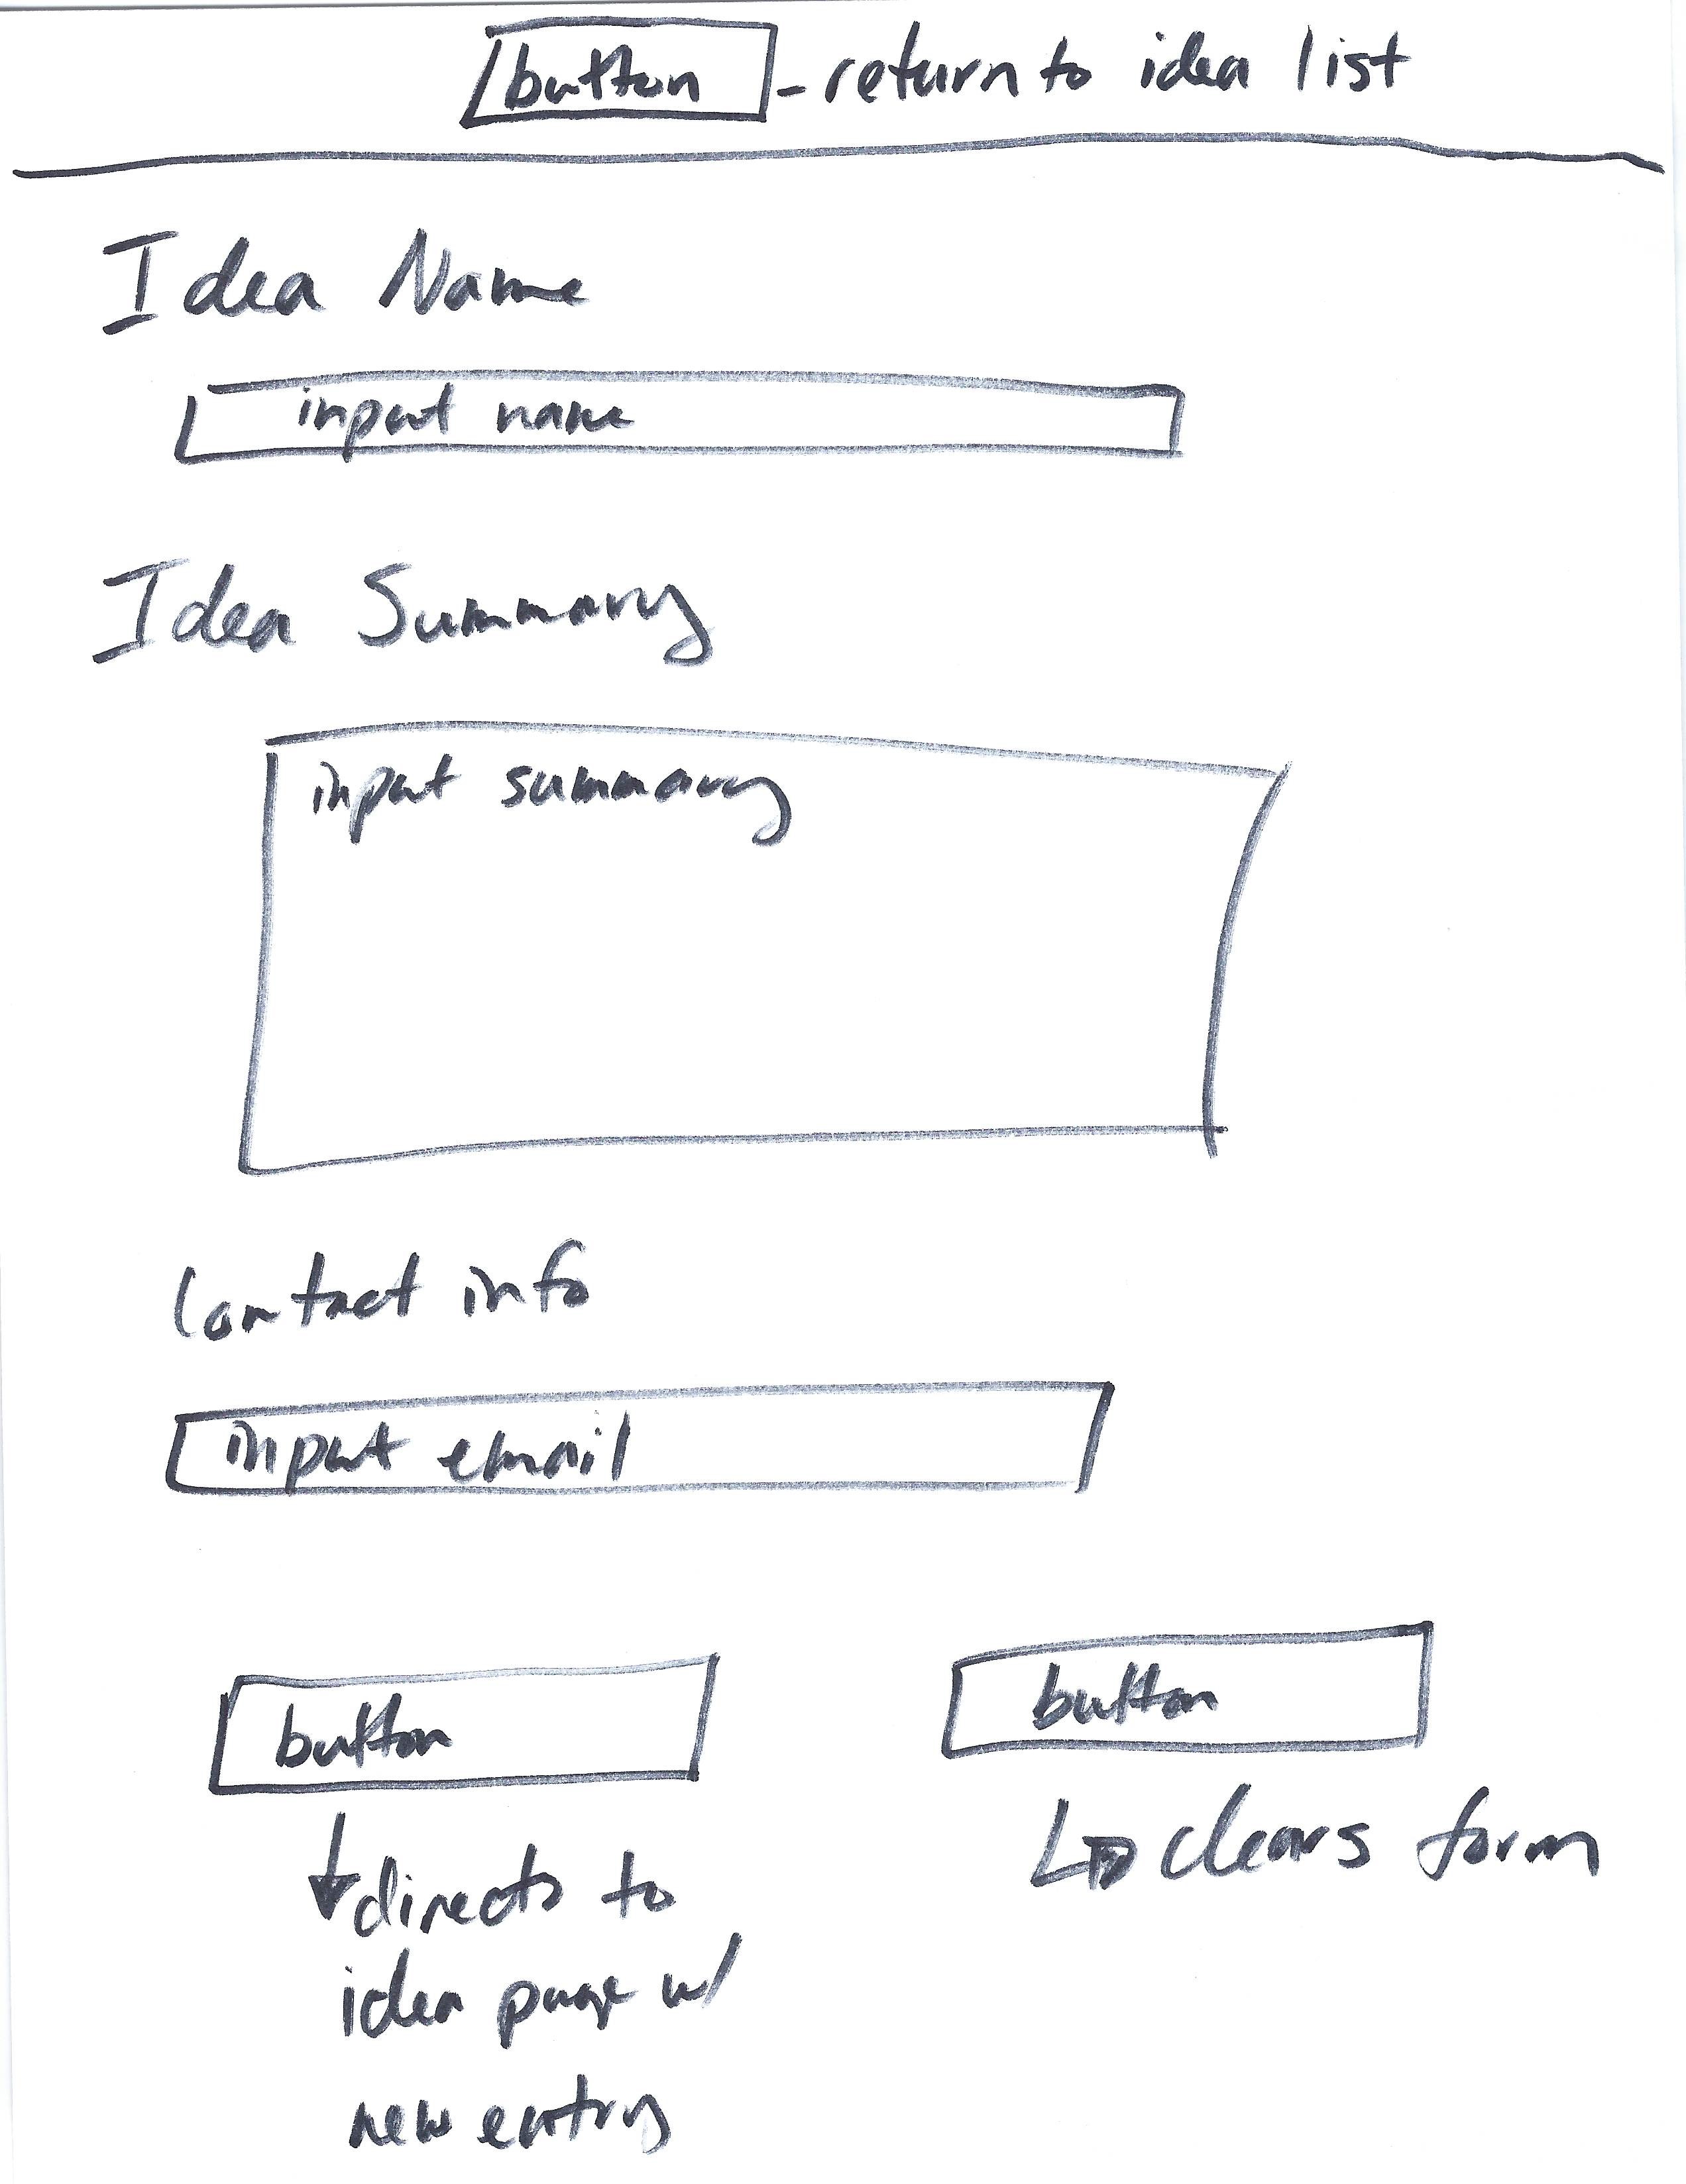 button - return to idea list
Idea Name
input name
Idea Summary
input summary
Contact info
input email
button
button
directs to
idea page w/
new entry
clears form